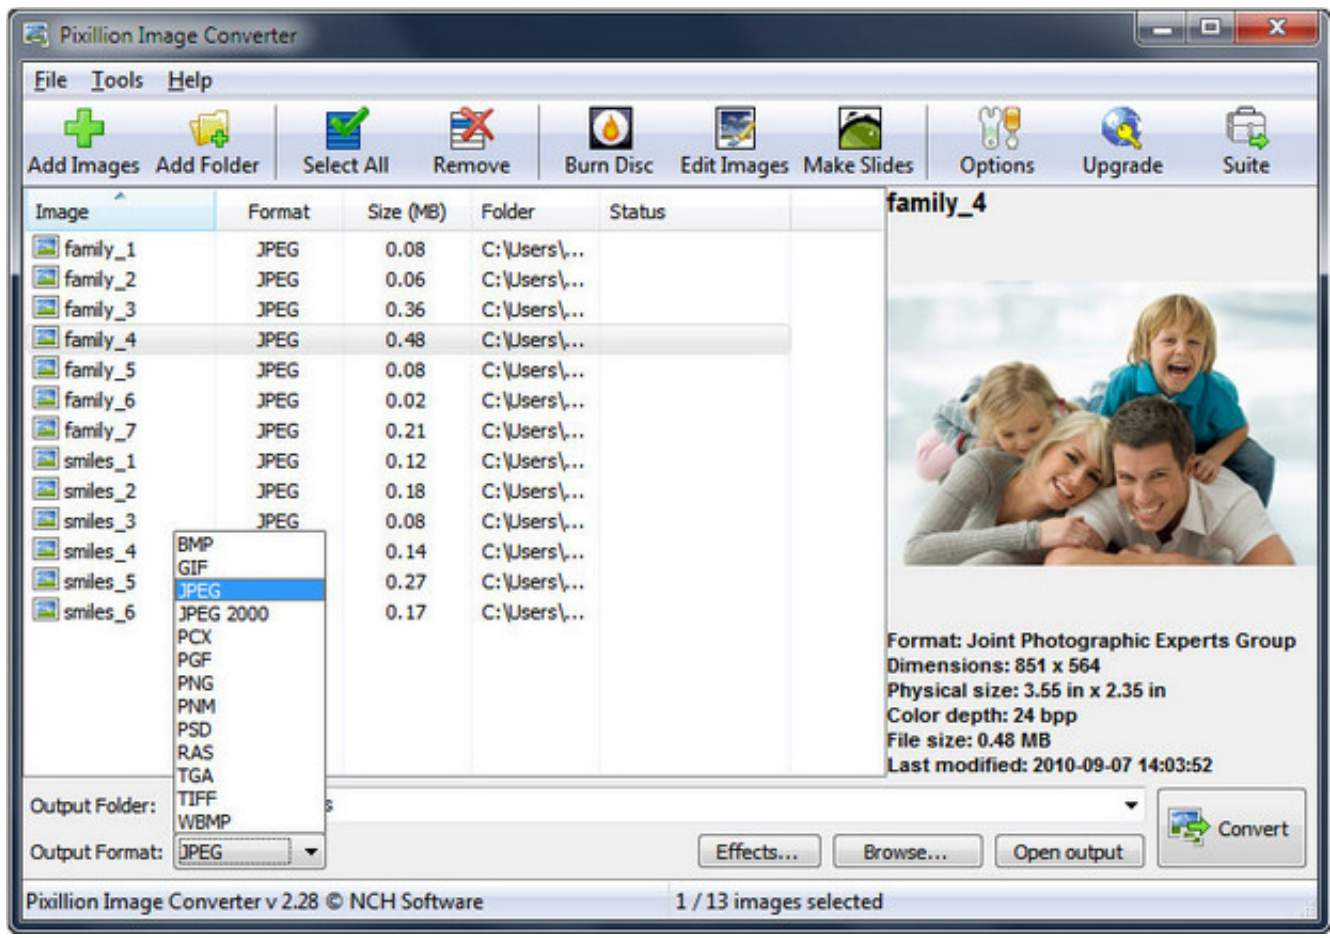 Pixillion Image Converter
File Tools Help
Add Images Add Folder Select All Remove Burn Disc Edit Images Make Slides Options Upgrade Suite
Image Format Size (MB) Folder Status
family_1 JPEG 0.08 C:\Users\...
family_2 JPEG 0.06 C:\Users\...
family_3 JPEG 0.36 C:\Users\...
family_4 JPEG 0.48 C:\Users\...
family_5 JPEG 0.08 C:\Users\...
family_6 JPEG 0.02 C:\Users\...
family_7 JPEG 0.21 C:\Users\...
smiles_1 JPEG 0.12 C:\Users\...
smiles_2 JPEG 0.18 C:\Users\...
smiles_3 JPEG 0.08 C:\Users\...
smiles_4 0.14 C:\Users\...
smiles_5 0.27 C:\Users\...
smiles_6 0.17 C:\Users\...
BMP
GIF
JPEG
JPEG 2000
PCX
PGF
PNG
PNM
PSD
RAS
TGA
TIFF
WBMP
family_4
Format: Joint Photographic Experts Group
Dimensions: 851 x 564
Physical size: 3.55 in x 2.35 in
Color depth: 24 bpp
File size: 0.48 MB
Last modified: 2010-09-07 14:03:52
Output Folder:
Output Format: JPEG
Effects... Browse... Open output Convert
Pixillion Image Converter v 2.28 © NCH Software 1 / 13 images selected